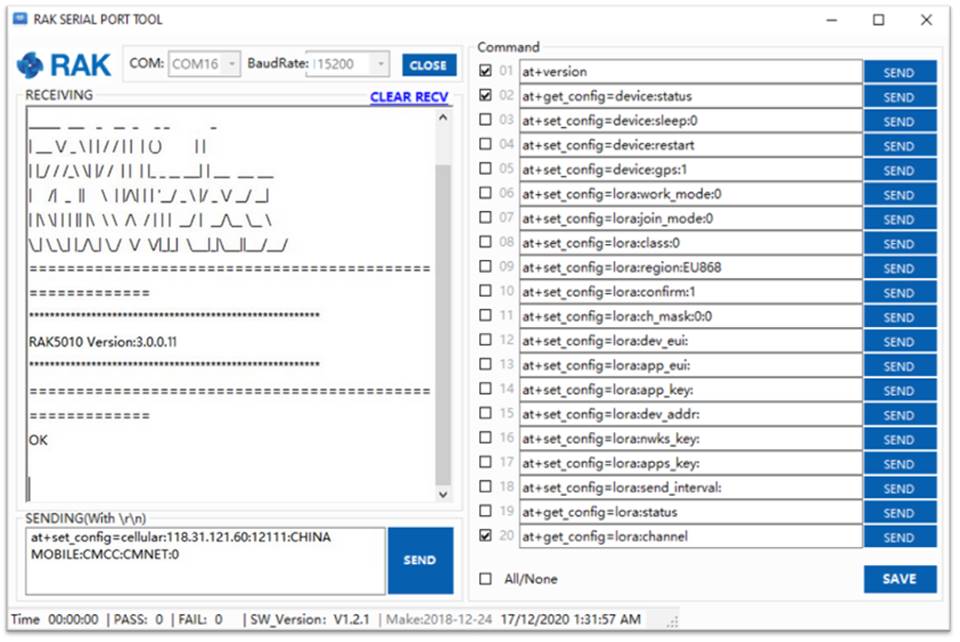 RAK SERIAL PORT TOOL
RAK
COM: COM16
BaudRate: 115200
CLOSE
RECEIVING
CLEAR RECV
===========================================
=============
********************************************************
RAK5010 Version:3.0.0.11
********************************************************
===========================================
=============
OK
SENDING(With \r\n)
at+set_config=cellular:118.31.121.60:12111:CHINA
MOBILE:CMCC:CMNET:0
SEND
Command
01 at+version SEND
02 at+get_config=device:status SEND
03 at+set_config=device:sleep:0 SEND
04 at+set_config=device:restart SEND
05 at+set_config=device:gps:1 SEND
06 at+set_config=lora:work_mode:0 SEND
07 at+set_config=lora:join_mode:0 SEND
08 at+set_config=lora:class:0 SEND
09 at+set_config=lora:region:EU868 SEND
10 at+set_config=lora:confirm:1 SEND
11 at+set_config=lora:ch_mask:0:0 SEND
12 at+set_config=lora:dev_eui: SEND
13 at+set_config=lora:app_eui: SEND
14 at+set_config=lora:app_key: SEND
15 at+set_config=lora:dev_addr: SEND
16 at+set_config=lora:nwks_key: SEND
17 at+set_config=lora:apps_key: SEND
18 at+set_config=lora:send_interval: SEND
19 at+get_config=lora:status SEND
20 at+get_config=lora:channel SEND
All/None
SAVE
Time 00:00:00 | PASS: 0 | FAIL: 0 | SW_Version: V1.2.1 | Make:2018-12-24 17/12/2020 1:31:57 AM